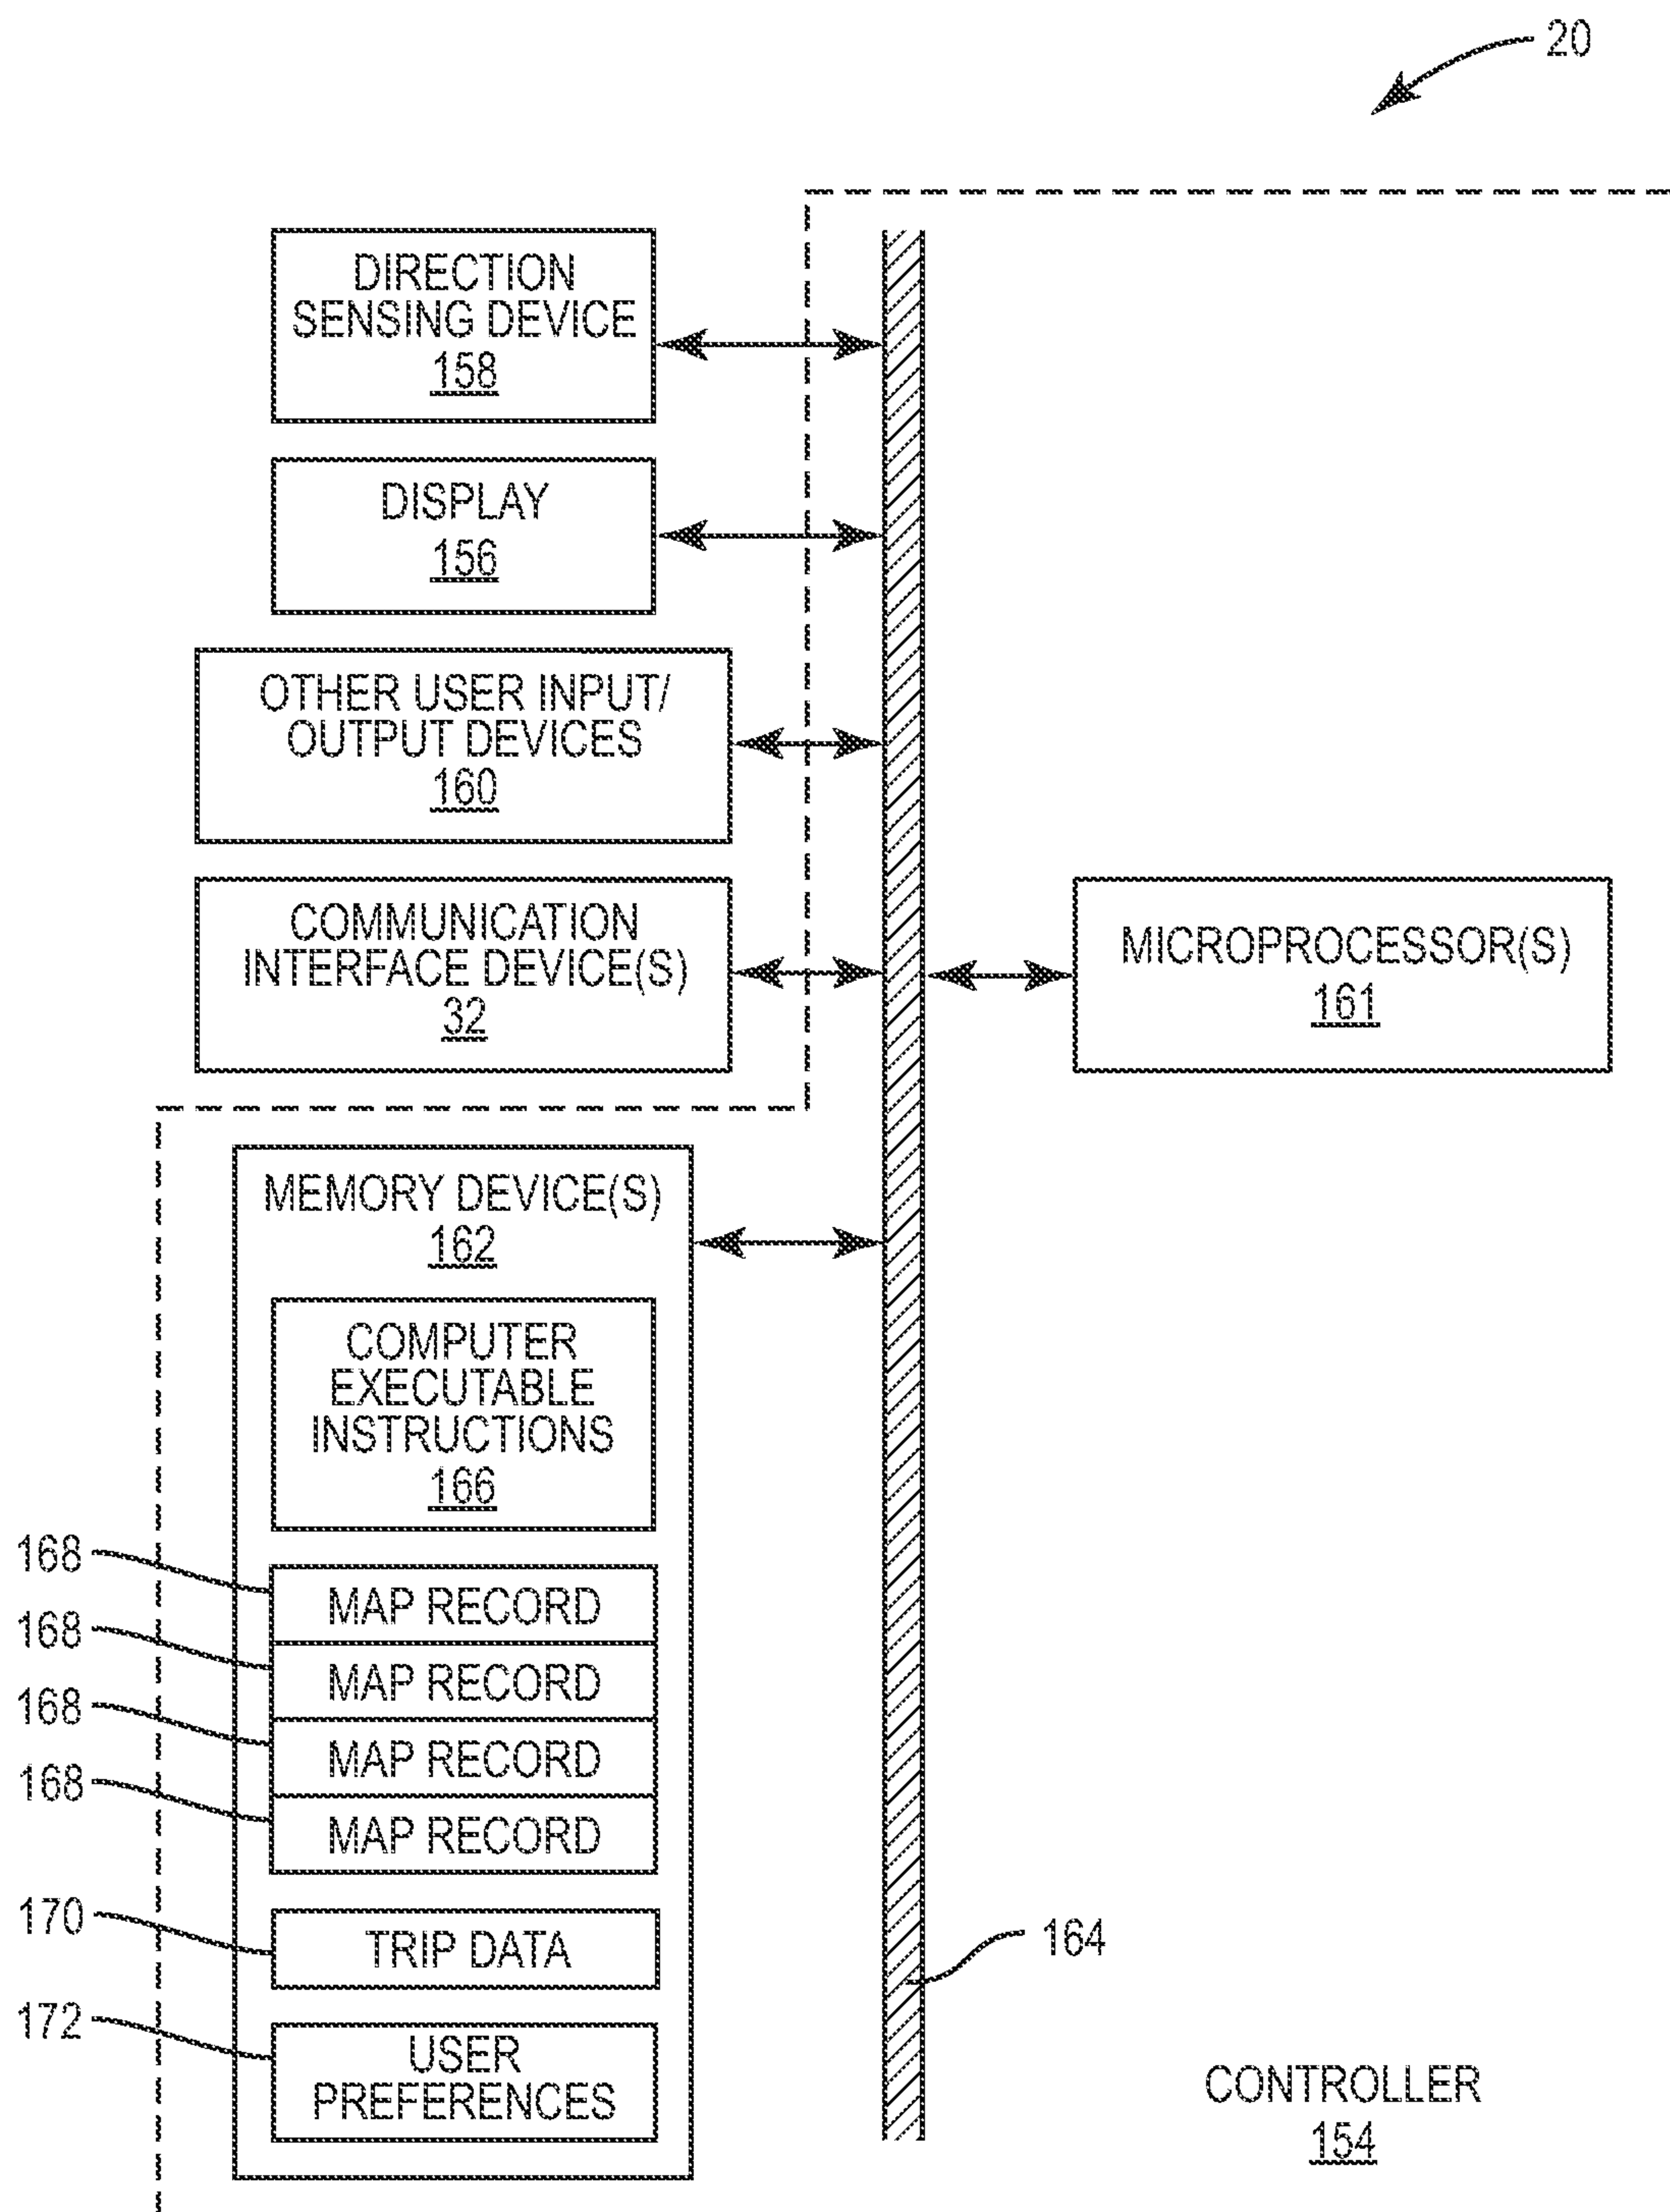 20
DIRECTION
SENSING DEVICE
158
DISPLAY
156
OTHER USER INPUT/
OUTPUT DEVICES
160
COMMUNICATION
INTERFACE DEVICE(S)
32
MICROPROCESSOR(S)
161
MEMORY DEVICE(S)
162
COMPUTER
EXECUTABLE
INSTRUCTIONS
166
168
MAP RECORD
168
MAP RECORD
168
MAP RECORD
168
MAP RECORD
170
TRIP DATA
164
172
USER
PREFERENCES
CONTROLLER
154